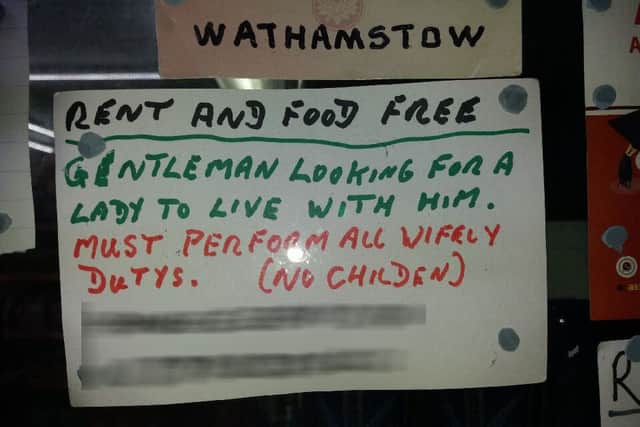 WATHAMSTOW
RENT AND FOOD FREE
GENTLEMAN LOOKING FOR A
LADY TO LIVE WITH HIM.
MUST PERFORM ALL WIFELY
DUTYS. (NO CHILDEN)
R